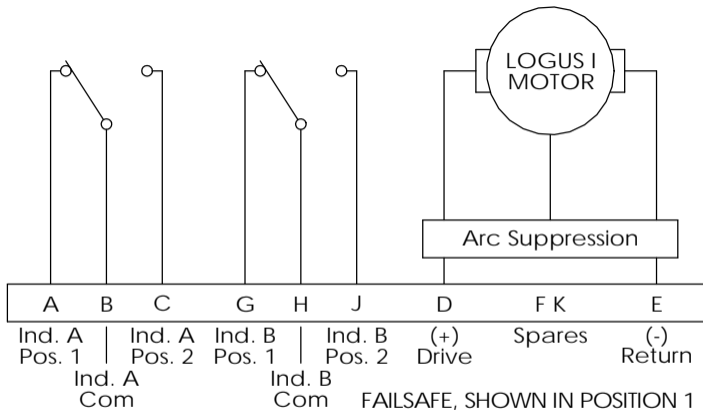 LOGUS I
MOTOR
Arc Suppression
A B C G H J D F K E
Ind. A
Pos. 1
Ind. A
Com
Ind. A
Pos. 2
Ind. B
Pos. 1
Ind. B
Com
Ind. B
Pos. 2
(+)
Drive
Spares
(-)
Return
FAILSAFE, SHOWN IN POSITION 1